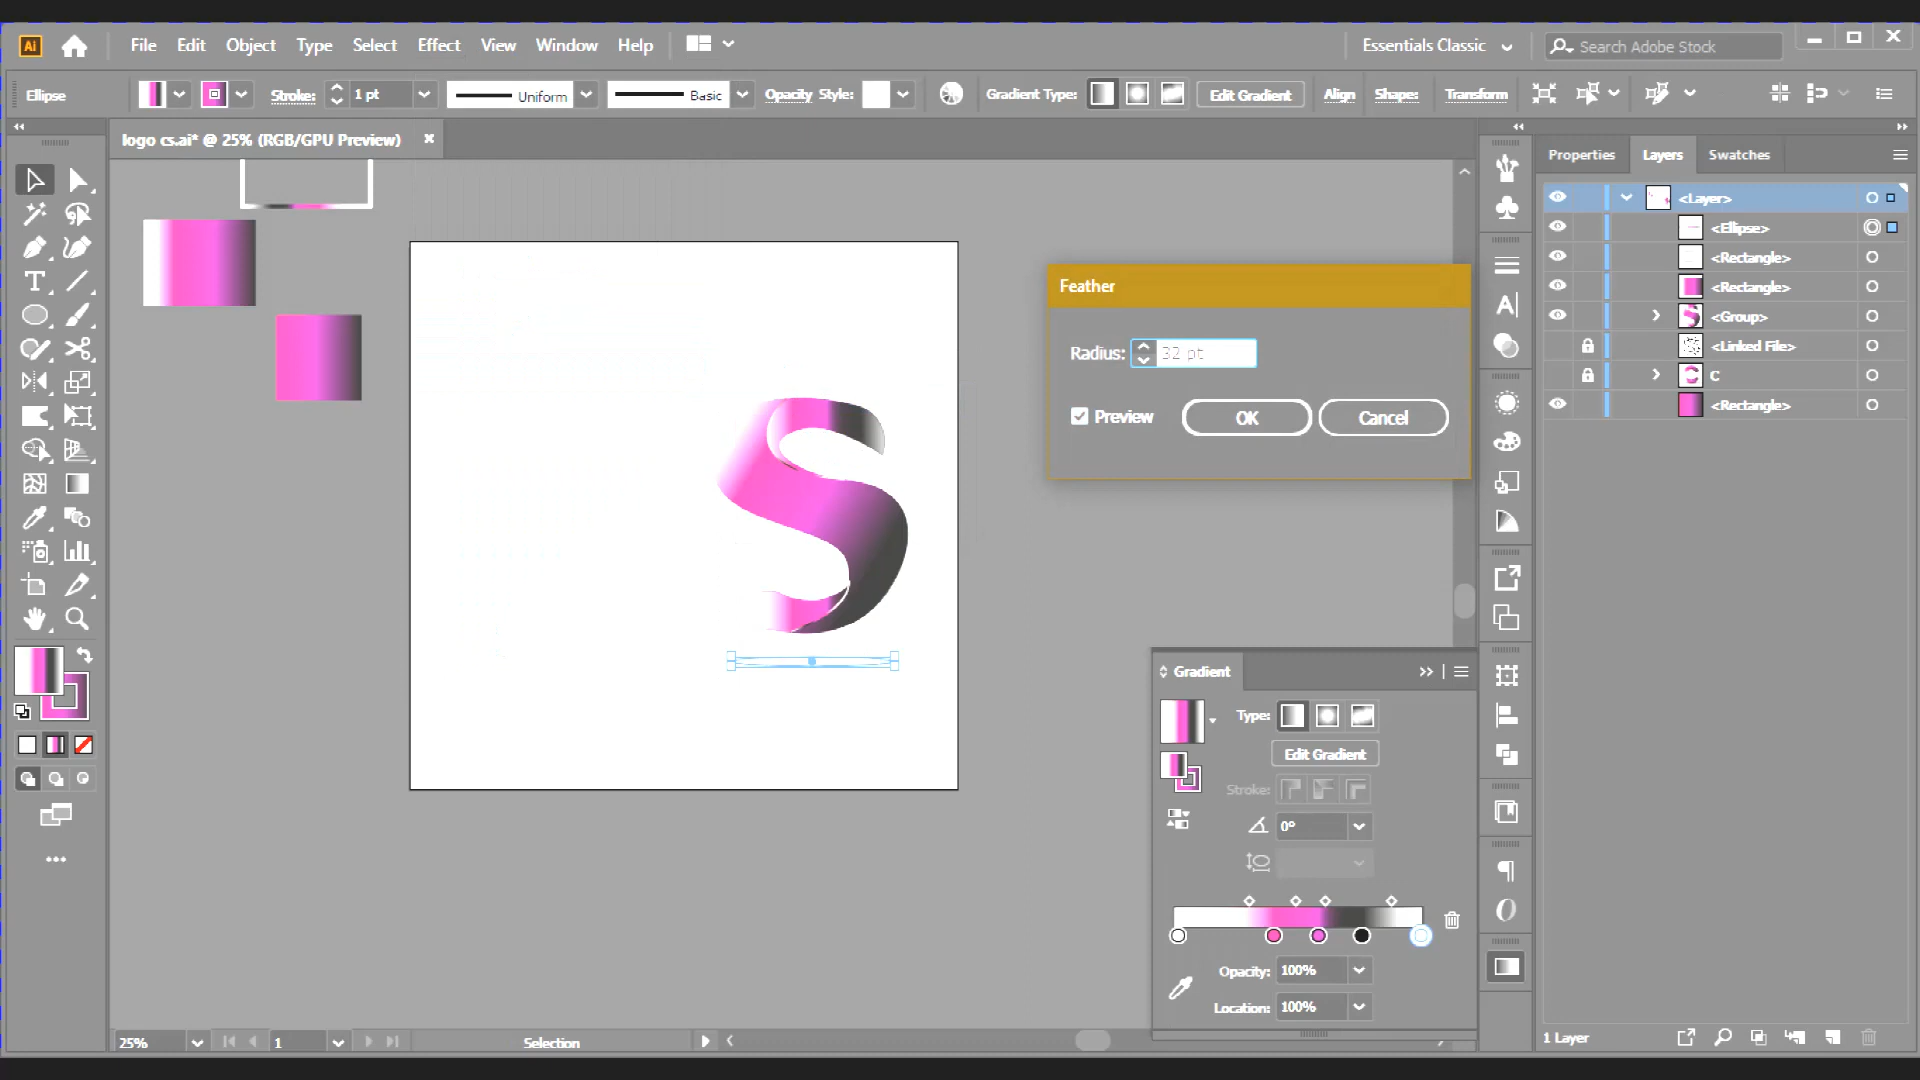 Ai File Edit Object Type Select Effect View Window Help Essentials Classic Search Adobe Stock
Ellipse Stroke: 1 pt Uniform Basic Opacity Style: Gradient Type: Edit Gradient Align Shape: Transform
logo cs.ai* @ 25% (RGB/GPU Preview)
Properties Layers Swatches
<Layer>
<Ellipse>
<Rectangle>
<Rectangle>
<Group>
<Linked File>
C
<Rectangle>
Feather
Radius: 32 pt
Preview OK Cancel
S
Gradient
Type:
Edit Gradient
Stroke:
0°
Opacity: 100%
Location: 100%
25% 1 Selection
1 Layer